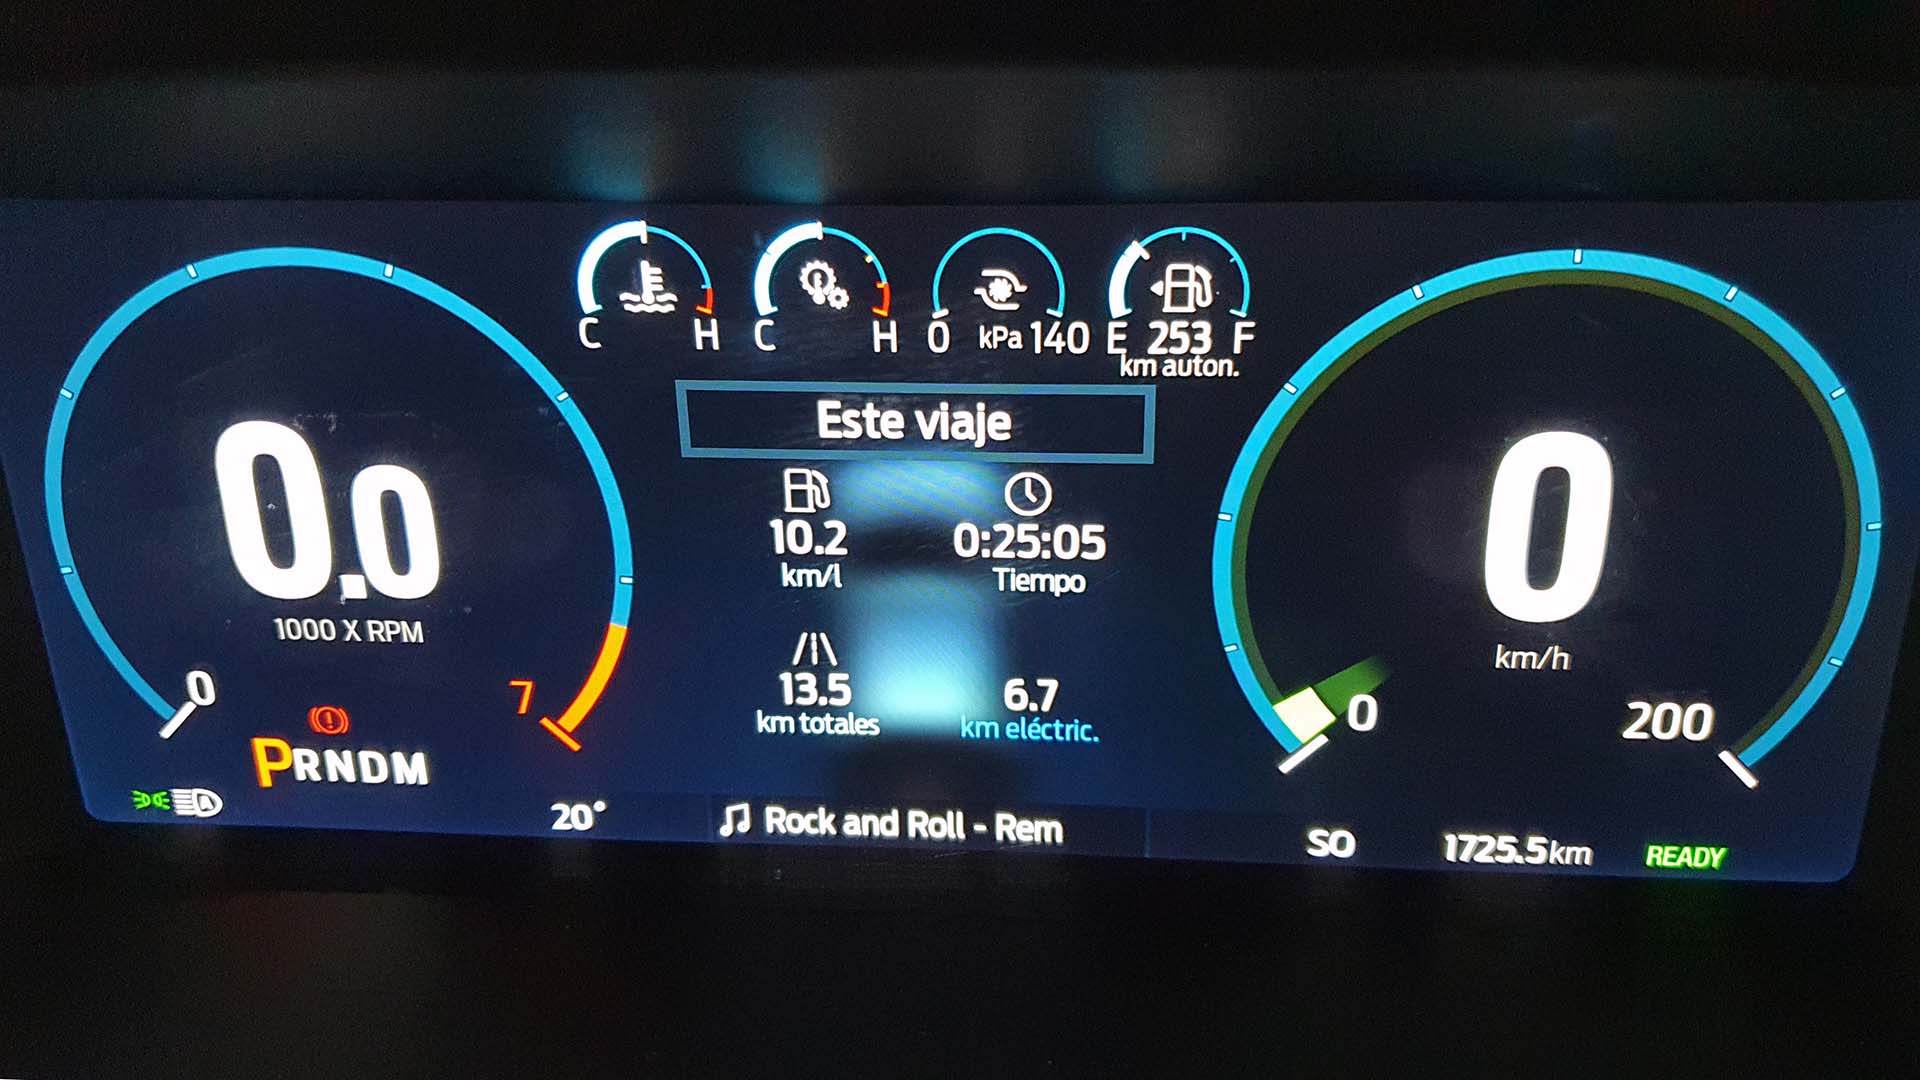 C H
C H
0 kPa 140
E 253 F
km auton.
Este viaje
10.2
km/l
0:25:05
Tiempo
13.5
km totales
6.7
km eléctric.
0.0
1000 X RPM
0
7
PRNDM
A
20°
Rock and Roll - Rem
0
km/h
0
200
SO
1725.5km
READY